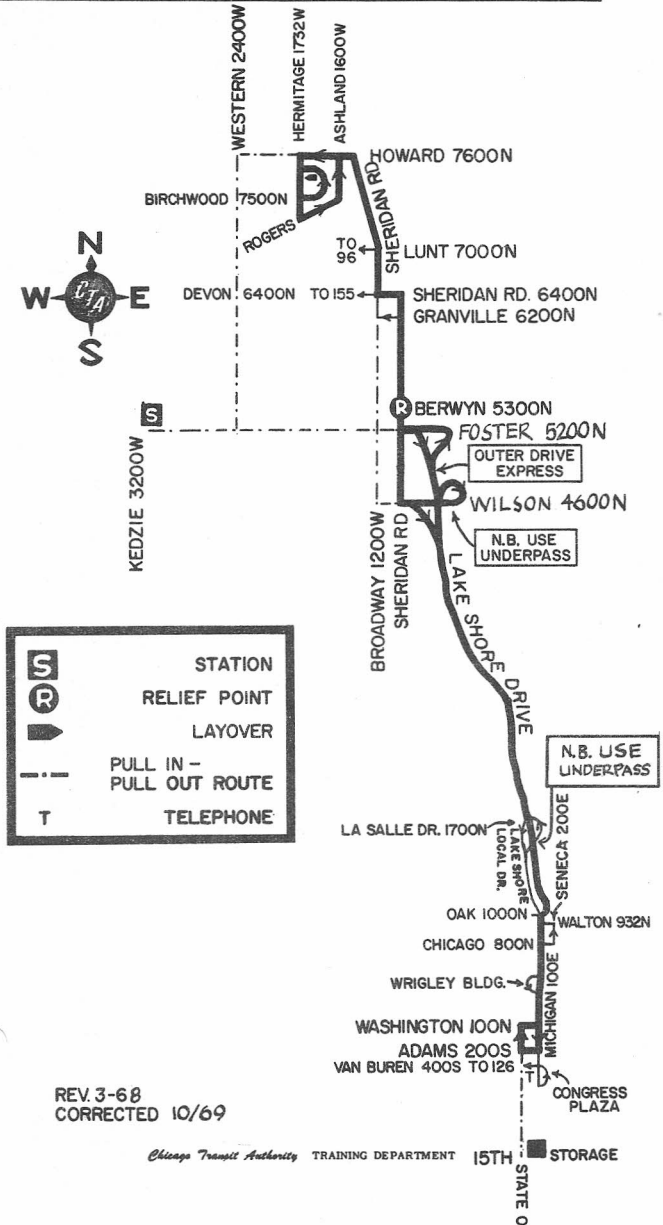 WESTERN 2400W
HERMITAGE 1732W
ASHLAND 1600W
HOWARD 7600N
BIRCHWOOD 7500N
ROGERS
SHERIDAN RD
TO
96
LUNT 7000N
N
W
CTA
E
S
DEVON 6400N
TO 155
SHERIDAN RD. 6400N
GRANVILLE 6200N
S
R
BERWYN 5300N
FOSTER 5200N
OUTER DRIVE
EXPRESS
KEDZIE 3200W
WILSON 4600N
N.B. USE
UNDERPASS
BROADWAY 1200W
SHERIDAN RD
LAKE SHORE DRIVE
S STATION
R RELIEF POINT
LAYOVER
PULL IN -
PULL OUT ROUTE
T TELEPHONE
N.B. USE
UNDERPASS
LA SALLE DR. 1700N
LAKE SHORE
LOCAL DR.
SENECA 200E
OAK 1000N
WALTON 932N
CHICAGO 800N
MICHIGAN 100E
WRIGLEY BLDG.
WASHINGTON 100N
ADAMS 200S
VAN BUREN 400S TO 126
T
CONGRESS
PLAZA
REV. 3-68
CORRECTED 10/69
Chicago Transit Authority TRAINING DEPARTMENT
15TH
STORAGE
STATE 0